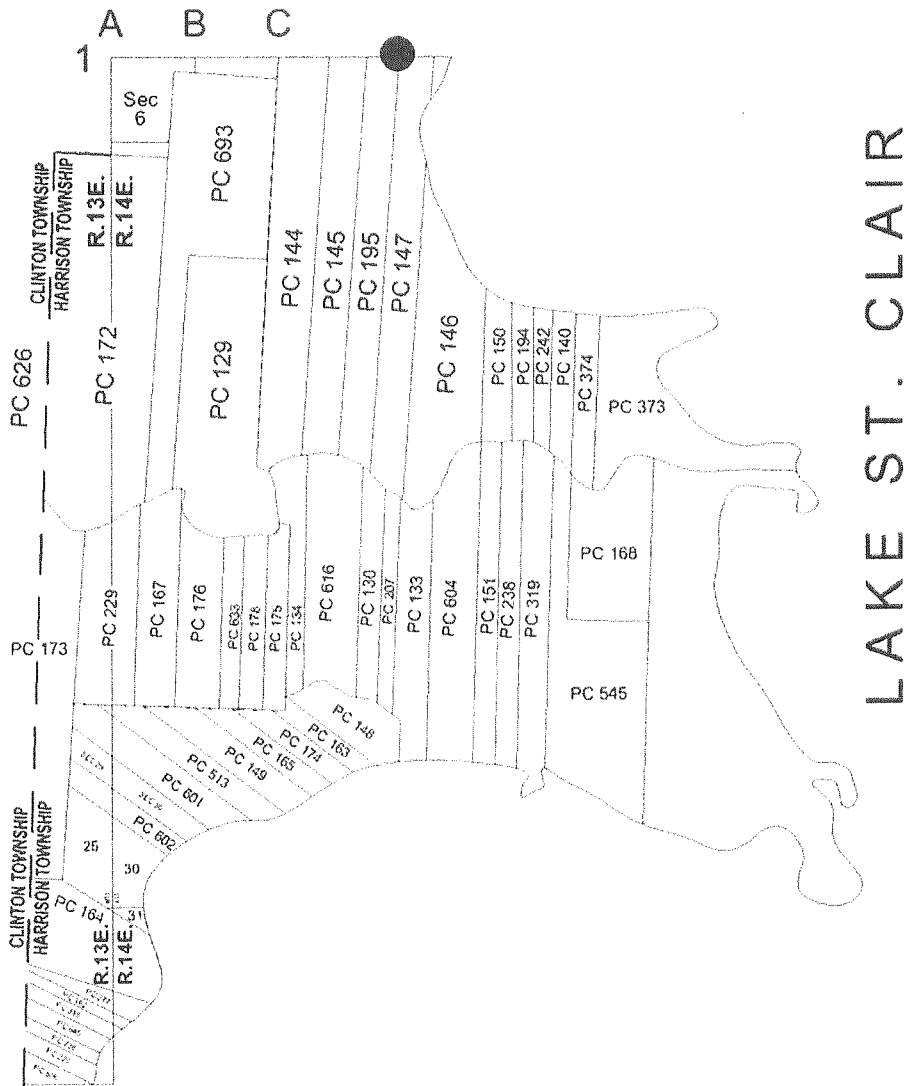 A B C
1
Sec
6
PC 693
CLINTON TOWNSHIP
HARRISON TOWNSHIP
R.13E.
R.14E.
PC 144
PC 145
PC 195
PC 147
PC 626
PC 172
PC 129
PC 146
PC 150
PC 194
PC 242
PC 140
PC 374
PC 373
LAKE ST. CLAIR
PC 173
PC 229
PC 167
PC 176
PC 633
PC 178
PC 175
PC 134
PC 616
PC 130
PC 207
PC 133
PC 604
PC 151
PC 238
PC 319
PC 168
PC 545
PC 148
PC 163
PC 174
PC 165
PC 149
PC 513
PC 601
PC 602
25
30
CLINTON TOWNSHIP
HARRISON TOWNSHIP
PC 164
31
R.13E.
R.14E.